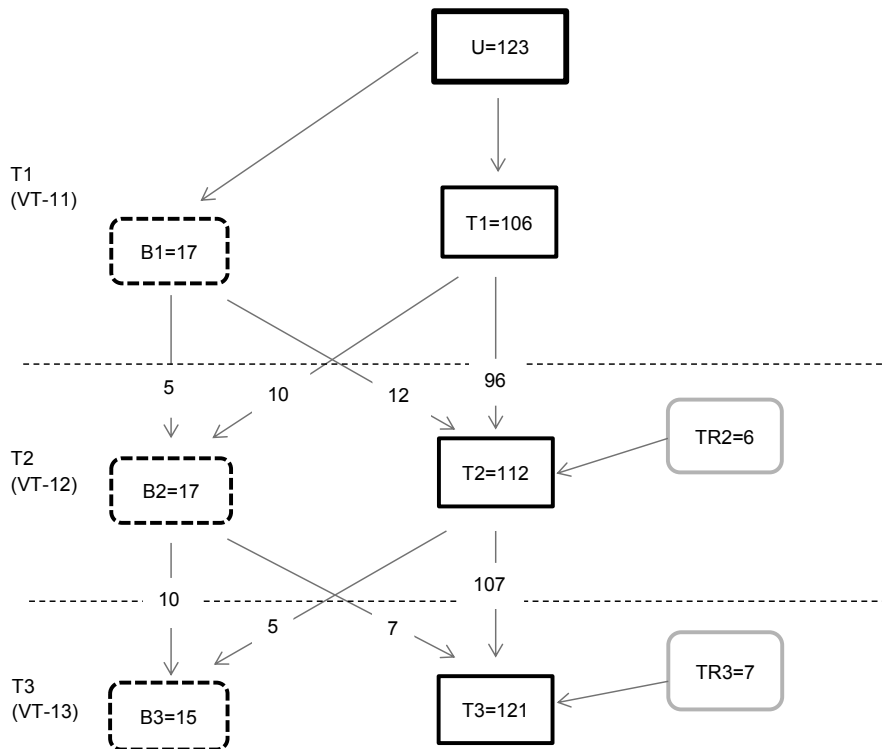 U=123
T1
(VT-11)
T1=106
B1=17
5
10
12
96
TR2=6
T2
(VT-12)
T2=112
B2=17
107
10
5
7
TR3=7
T3
(VT-13)
B3=15
T3=121